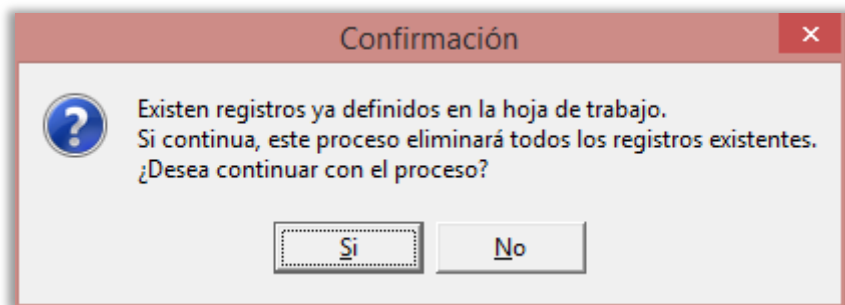 Confirmación
Existen registros ya definidos en la hoja de trabajo.
Si continua, este proceso eliminará todos los registros existentes.
¿Desea continuar con el proceso?
Si
No